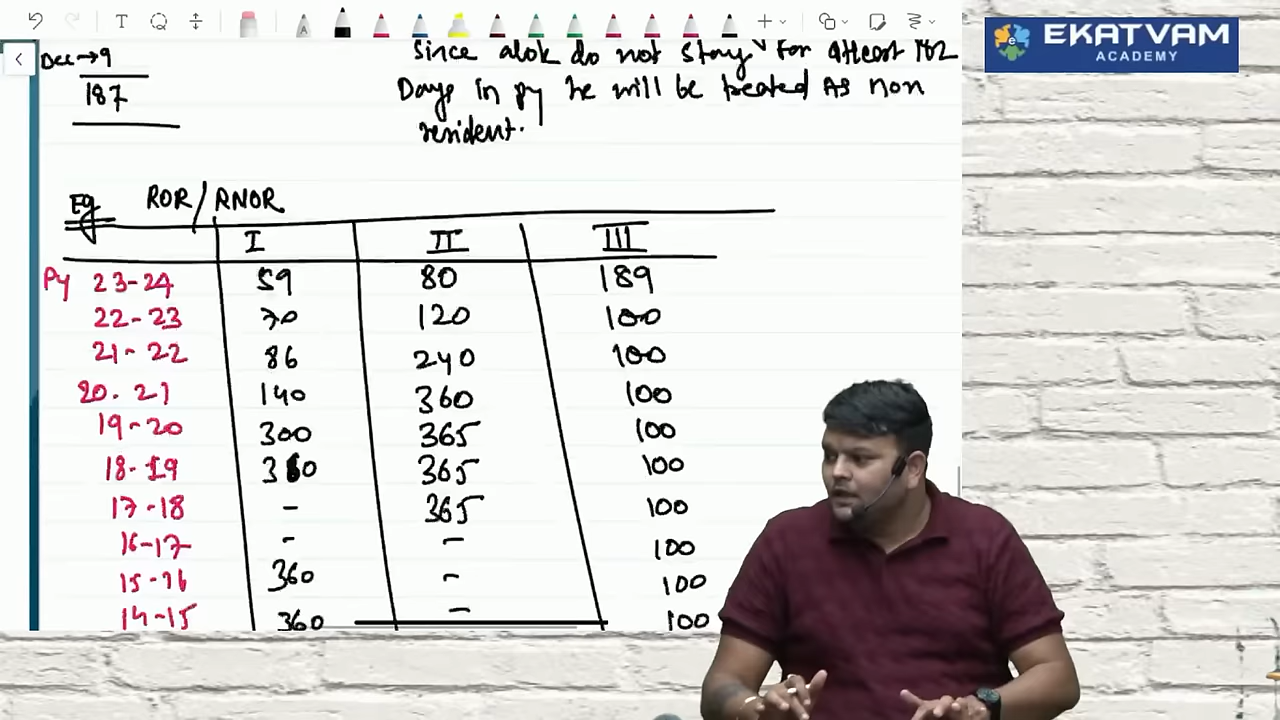 EKATVAM
ACADEMY
Dec → 9
187
Since alok do not stay for atleast 182
Days in py he will be treated As non
resident.
Eg ROR/RNOR
I II III
Py 23-24 59 80 189
22-23 70 120 100
21-22 86 240 100
20-21 140 360 100
19-20 300 365 100
18-19 360 365 100
17-18 - 365 100
16-17 - - 100
15-16 360 - 100
14-15 360 - 100